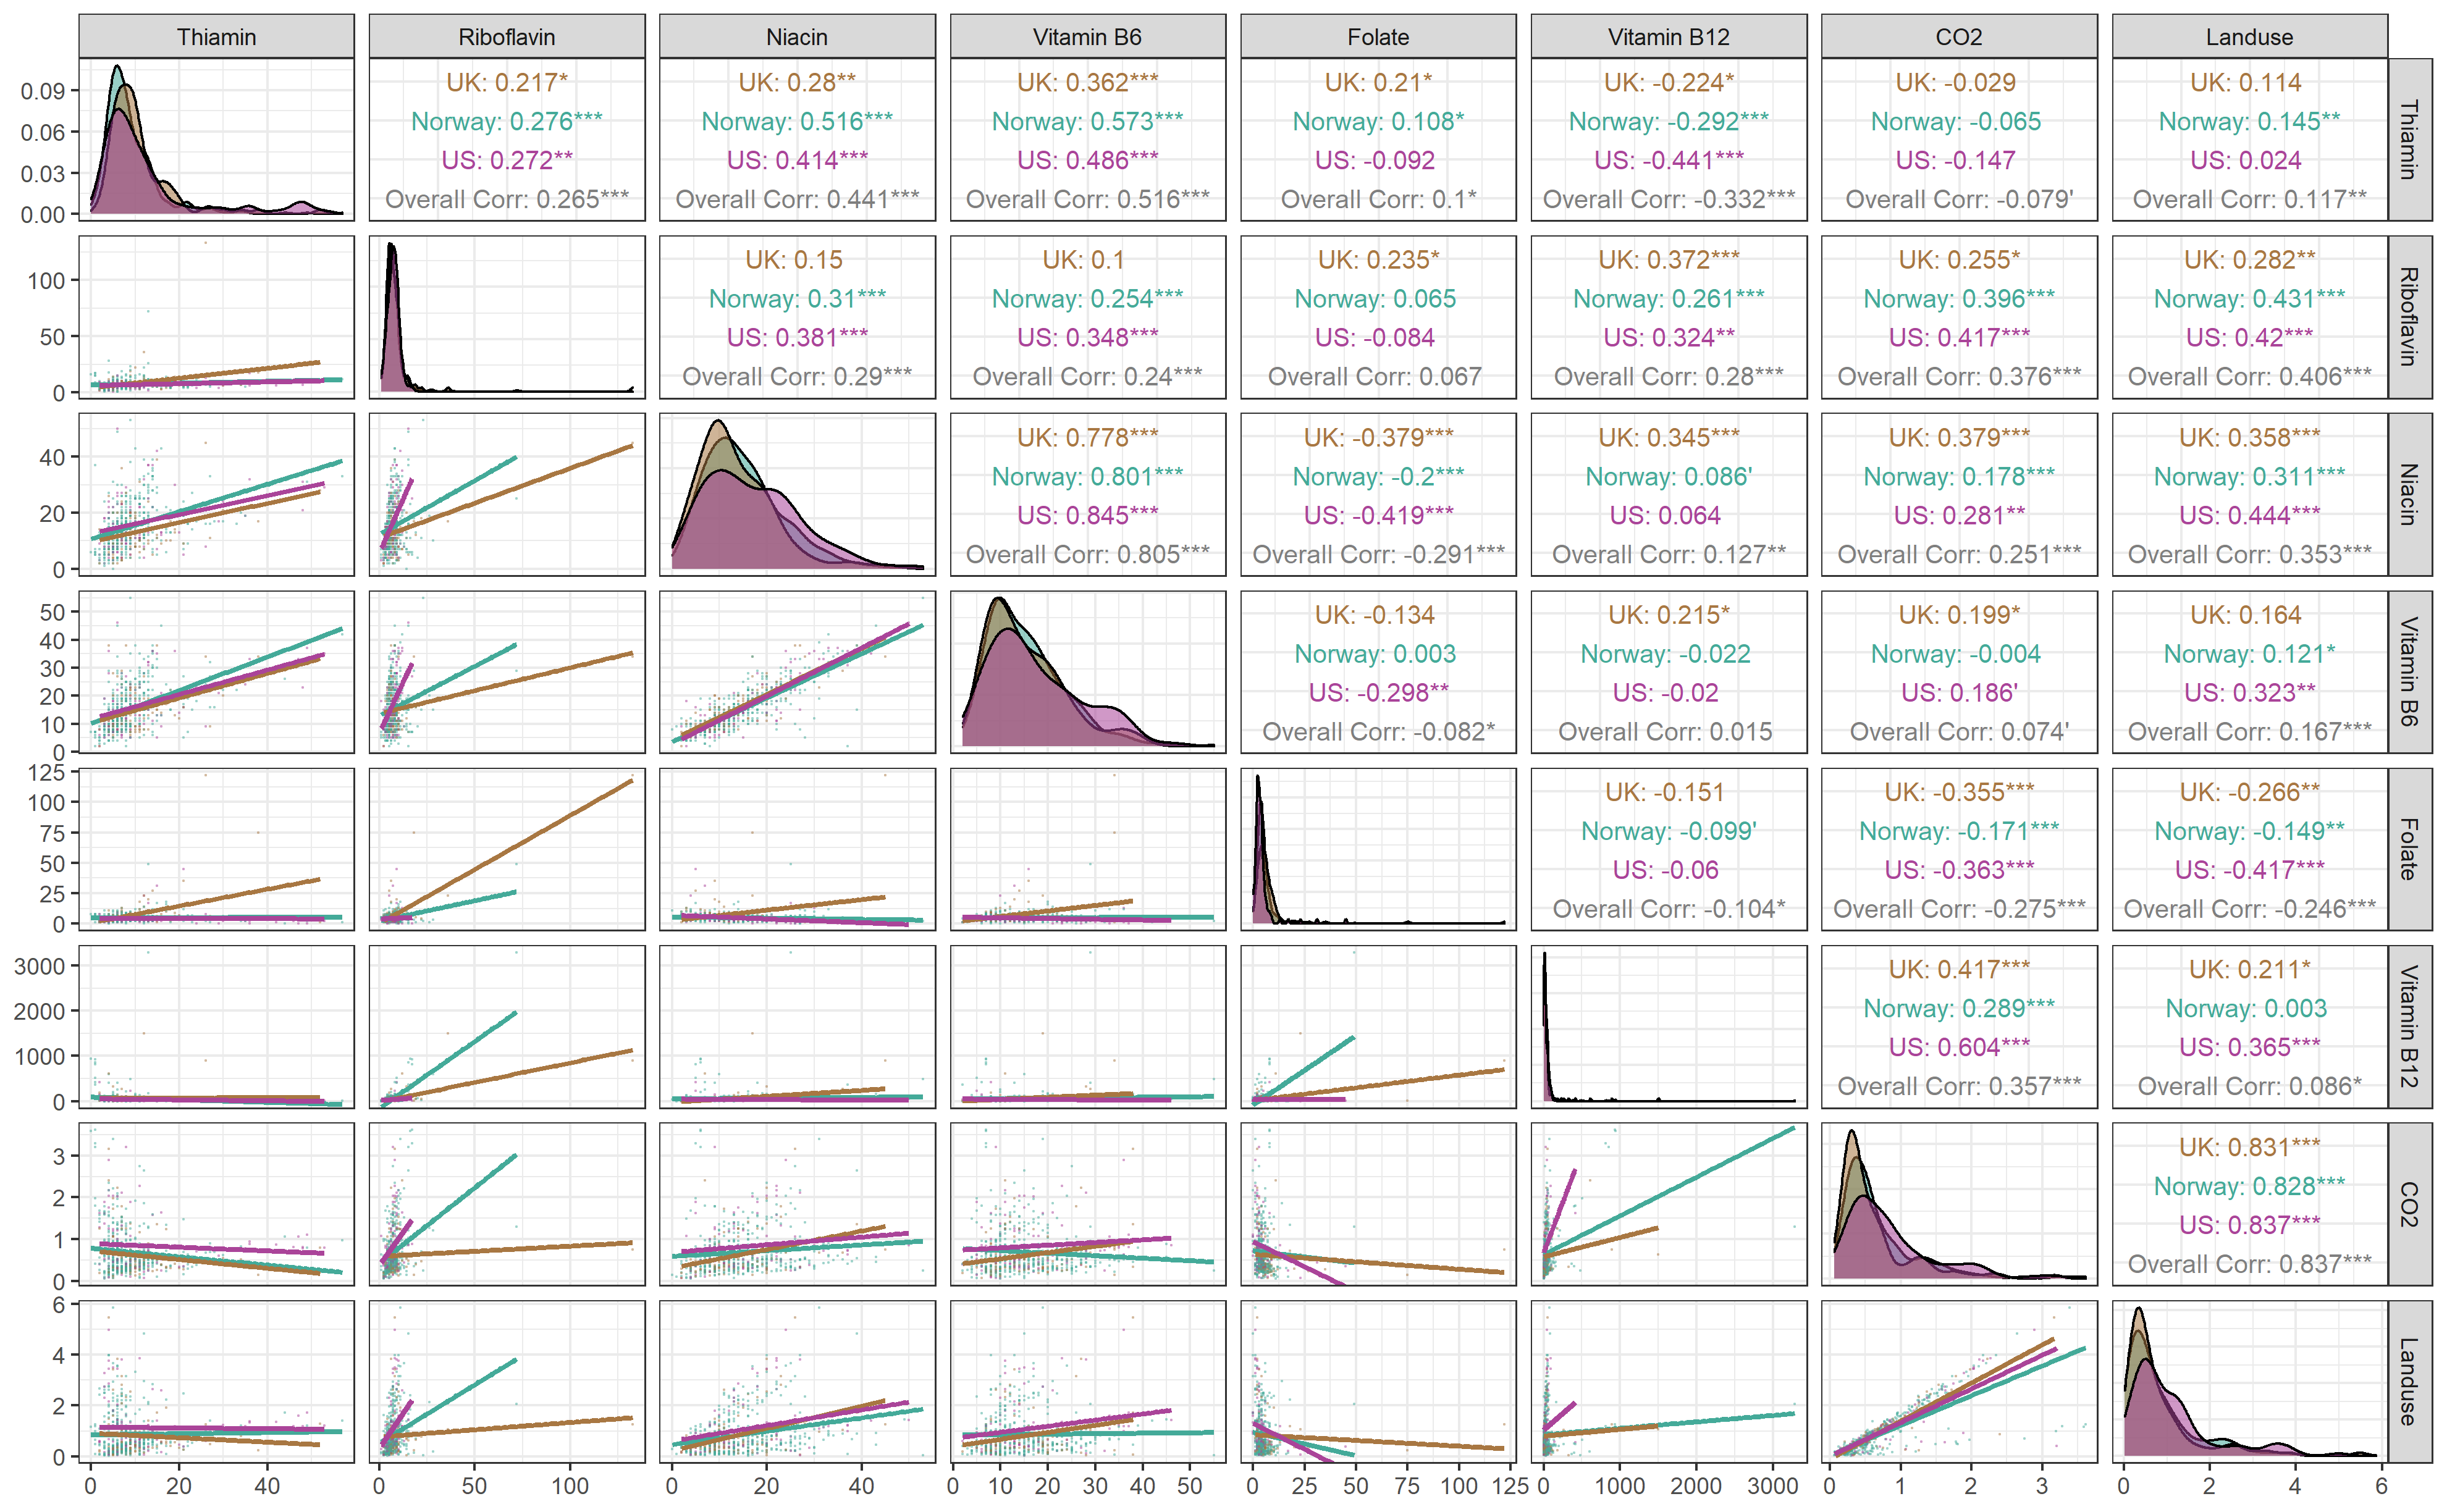 Thiamin Riboflavin Niacin Vitamin B6 Folate Vitamin B12 CO2 Landuse
UK: 0.217* UK: 0.28** UK: 0.362*** UK: 0.21* UK: -0.224* UK: -0.029 UK: 0.114
0.09
Norway: 0.276*** Norway: 0.516*** Norway: 0.573*** Norway: 0.108* Norway: -0.292*** Norway: -0.065 Norway: 0.145**
0.06
Thiamin
US: 0.272** US: 0.414*** US: 0.486*** US: -0.092 US: -0.441*** US: -0.147 US: 0.024
0.03
Overall Corr: 0.265*** Overall Corr: 0.441*** Overall Corr: 0.516*** Overall Corr: 0.1* Overall Corr: -0.332*** Overall Corr: -0.079' Overall Corr: 0.117**
0.00
UK: 0.15 UK: 0.1 UK: 0.235* UK: 0.372*** UK: 0.255* UK: 0.282**
100
Norway: 0.31*** Norway: 0.254*** Norway: 0.065 Norway: 0.261*** Norway: 0.396*** Norway: 0.431***
Riboflavin
50
US: 0.381*** US: 0.348*** US: -0.084 US: 0.324** US: 0.417*** US: 0.42***
Overall Corr: 0.29*** Overall Corr: 0.24*** Overall Corr: 0.067 Overall Corr: 0.28*** Overall Corr: 0.376*** Overall Corr: 0.406***
0
UK: 0.778*** UK: -0.379*** UK: 0.345*** UK: 0.379*** UK: 0.358***
40
Norway: 0.801*** Norway: -0.2*** Norway: 0.086' Norway: 0.178*** Norway: 0.311***
Niacin
20
US: 0.845*** US: -0.419*** US: 0.064 US: 0.281** US: 0.444***
Overall Corr: 0.805*** Overall Corr: -0.291*** Overall Corr: 0.127** Overall Corr: 0.251*** Overall Corr: 0.353***
0
50
UK: -0.134 UK: 0.215* UK: 0.199* UK: 0.164
40
Norway: 0.003 Norway: -0.022 Norway: -0.004 Norway: 0.121*
30
Vitamin B6
20
US: -0.298** US: -0.02 US: 0.186' US: 0.323**
10
Overall Corr: -0.082* Overall Corr: 0.015 Overall Corr: 0.074' Overall Corr: 0.167***
0
125
UK: -0.151 UK: -0.355*** UK: -0.266**
100
Norway: -0.099' Norway: -0.171*** Norway: -0.149**
75
Folate
50
US: -0.06 US: -0.363*** US: -0.417***
25
Overall Corr: -0.104* Overall Corr: -0.275*** Overall Corr: -0.246***
0
3000
UK: 0.417*** UK: 0.211*
2000
Norway: 0.289*** Norway: 0.003
Vitamin B12
1000
US: 0.604*** US: 0.365***
Overall Corr: 0.357*** Overall Corr: 0.086*
0
UK: 0.831***
3
Norway: 0.828***
2
CO2
US: 0.837***
1
Overall Corr: 0.837***
0
6
4
Landuse
2
0
0 20 40 0 50 100 0 20 40 0 10 20 30 40 50 0 25 50 75 100 125 0 1000 2000 3000 0 1 2 3 0 2 4 6